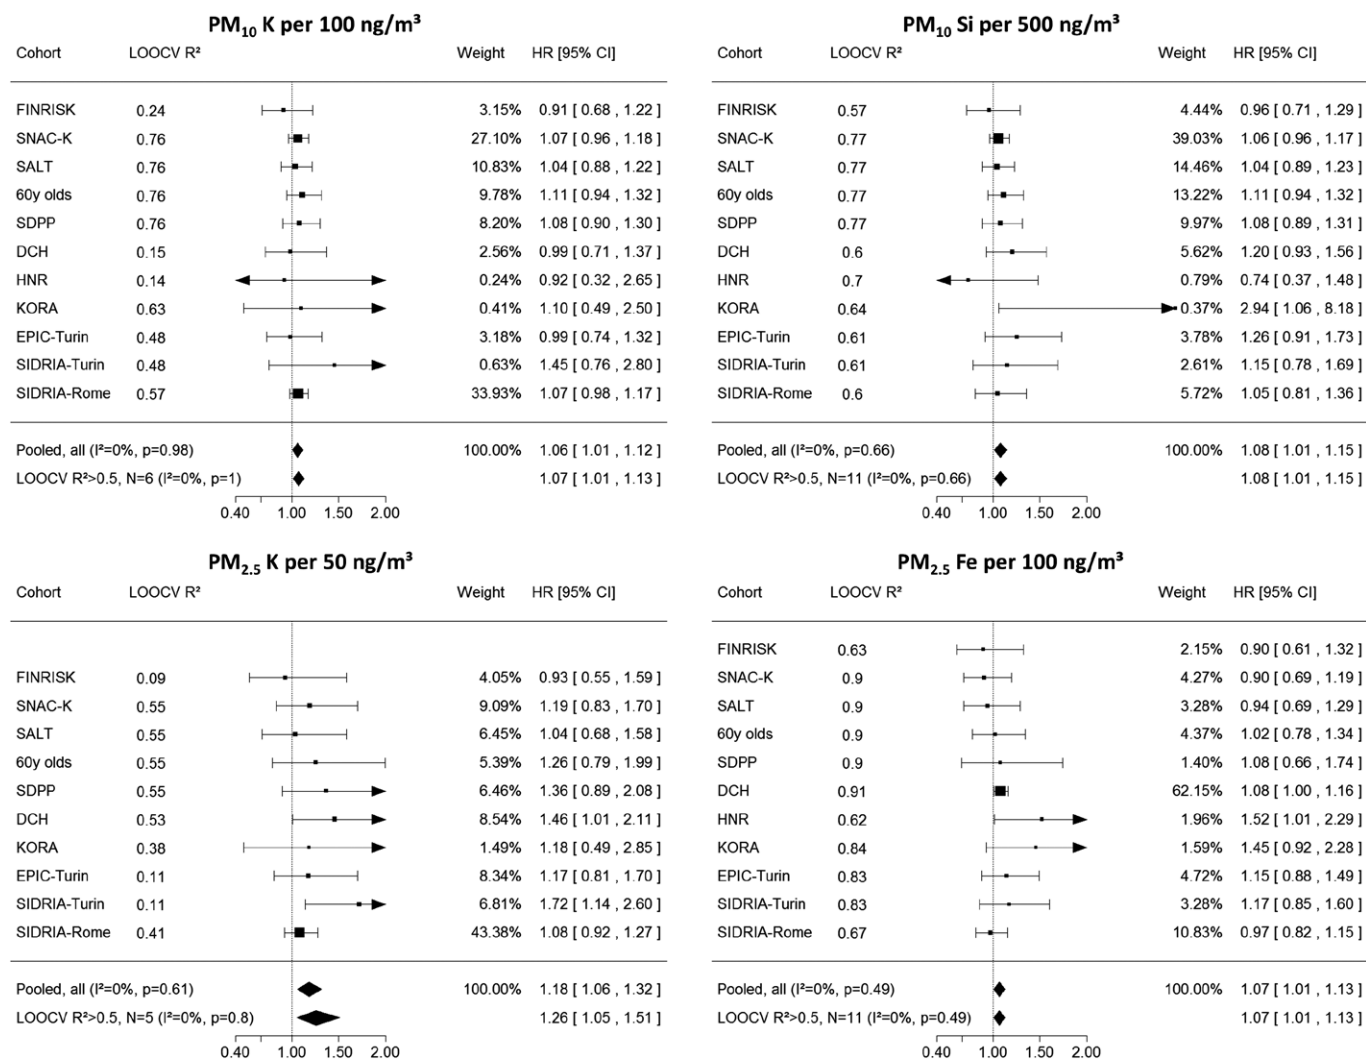 PM₁₀ K per 100 ng/m³
Cohort LOOCV R² Weight HR [95% CI]
FINRISK 0.24 3.15% 0.91 [ 0.68 , 1.22 ]
SNAC-K 0.76 27.10% 1.07 [ 0.96 , 1.18 ]
SALT 0.76 10.83% 1.04 [ 0.88 , 1.22 ]
60y olds 0.76 9.78% 1.11 [ 0.94 , 1.32 ]
SDPP 0.76 8.20% 1.08 [ 0.90 , 1.30 ]
DCH 0.15 2.56% 0.99 [ 0.71 , 1.37 ]
HNR 0.14 0.24% 0.92 [ 0.32 , 2.65 ]
KORA 0.63 0.41% 1.10 [ 0.49 , 2.50 ]
EPIC-Turin 0.48 3.18% 0.99 [ 0.74 , 1.32 ]
SIDRIA-Turin 0.48 0.63% 1.45 [ 0.76 , 2.80 ]
SIDRIA-Rome 0.57 33.93% 1.07 [ 0.98 , 1.17 ]
Pooled, all (I²=0%, p=0.98) 100.00% 1.06 [ 1.01 , 1.12 ]
LOOCV R²>0.5, N=6 (I²=0%, p=1) 1.07 [ 1.01 , 1.13 ]
0.40 1.00 1.50 2.00
PM₁₀ Si per 500 ng/m³
Cohort LOOCV R² Weight HR [95% CI]
FINRISK 0.57 4.44% 0.96 [ 0.71 , 1.29 ]
SNAC-K 0.77 39.03% 1.06 [ 0.96 , 1.17 ]
SALT 0.77 14.46% 1.04 [ 0.89 , 1.23 ]
60y olds 0.77 13.22% 1.11 [ 0.94 , 1.32 ]
SDPP 0.77 9.97% 1.08 [ 0.89 , 1.31 ]
DCH 0.6 5.62% 1.20 [ 0.93 , 1.56 ]
HNR 0.7 0.79% 0.74 [ 0.37 , 1.48 ]
KORA 0.64 0.37% 2.94 [ 1.06 , 8.18 ]
EPIC-Turin 0.61 3.78% 1.26 [ 0.91 , 1.73 ]
SIDRIA-Turin 0.61 2.61% 1.15 [ 0.78 , 1.69 ]
SIDRIA-Rome 0.6 5.72% 1.05 [ 0.81 , 1.36 ]
Pooled, all (I²=0%, p=0.66) 100.00% 1.08 [ 1.01 , 1.15 ]
LOOCV R²>0.5, N=11 (I²=0%, p=0.66) 1.08 [ 1.01 , 1.15 ]
0.40 1.00 1.50 2.00
PM₂.₅ K per 50 ng/m³
Cohort LOOCV R² Weight HR [95% CI]
FINRISK 0.09 4.05% 0.93 [ 0.55 , 1.59 ]
SNAC-K 0.55 9.09% 1.19 [ 0.83 , 1.70 ]
SALT 0.55 6.45% 1.04 [ 0.68 , 1.58 ]
60y olds 0.55 5.39% 1.26 [ 0.79 , 1.99 ]
SDPP 0.55 6.46% 1.36 [ 0.89 , 2.08 ]
DCH 0.53 8.54% 1.46 [ 1.01 , 2.11 ]
KORA 0.38 1.49% 1.18 [ 0.49 , 2.85 ]
EPIC-Turin 0.11 8.34% 1.17 [ 0.81 , 1.70 ]
SIDRIA-Turin 0.11 6.81% 1.72 [ 1.14 , 2.60 ]
SIDRIA-Rome 0.41 43.38% 1.08 [ 0.92 , 1.27 ]
Pooled, all (I²=0%, p=0.61) 100.00% 1.18 [ 1.06 , 1.32 ]
LOOCV R²>0.5, N=5 (I²=0%, p=0.8) 1.26 [ 1.05 , 1.51 ]
0.40 1.00 1.50 2.00
PM₂.₅ Fe per 100 ng/m³
Cohort LOOCV R² Weight HR [95% CI]
FINRISK 0.63 2.15% 0.90 [ 0.61 , 1.32 ]
SNAC-K 0.9 4.27% 0.90 [ 0.69 , 1.19 ]
SALT 0.9 3.28% 0.94 [ 0.69 , 1.29 ]
60y olds 0.9 4.37% 1.02 [ 0.78 , 1.34 ]
SDPP 0.9 1.40% 1.08 [ 0.66 , 1.74 ]
DCH 0.91 62.15% 1.08 [ 1.00 , 1.16 ]
HNR 0.62 1.96% 1.52 [ 1.01 , 2.29 ]
KORA 0.84 1.59% 1.45 [ 0.92 , 2.28 ]
EPIC-Turin 0.83 4.72% 1.15 [ 0.88 , 1.49 ]
SIDRIA-Turin 0.83 3.28% 1.17 [ 0.85 , 1.60 ]
SIDRIA-Rome 0.67 10.83% 0.97 [ 0.82 , 1.15 ]
Pooled, all (I²=0%, p=0.49) 100.00% 1.07 [ 1.01 , 1.13 ]
LOOCV R²>0.5, N=11 (I²=0%, p=0.49) 1.07 [ 1.01 , 1.13 ]
0.40 1.00 1.50 2.00